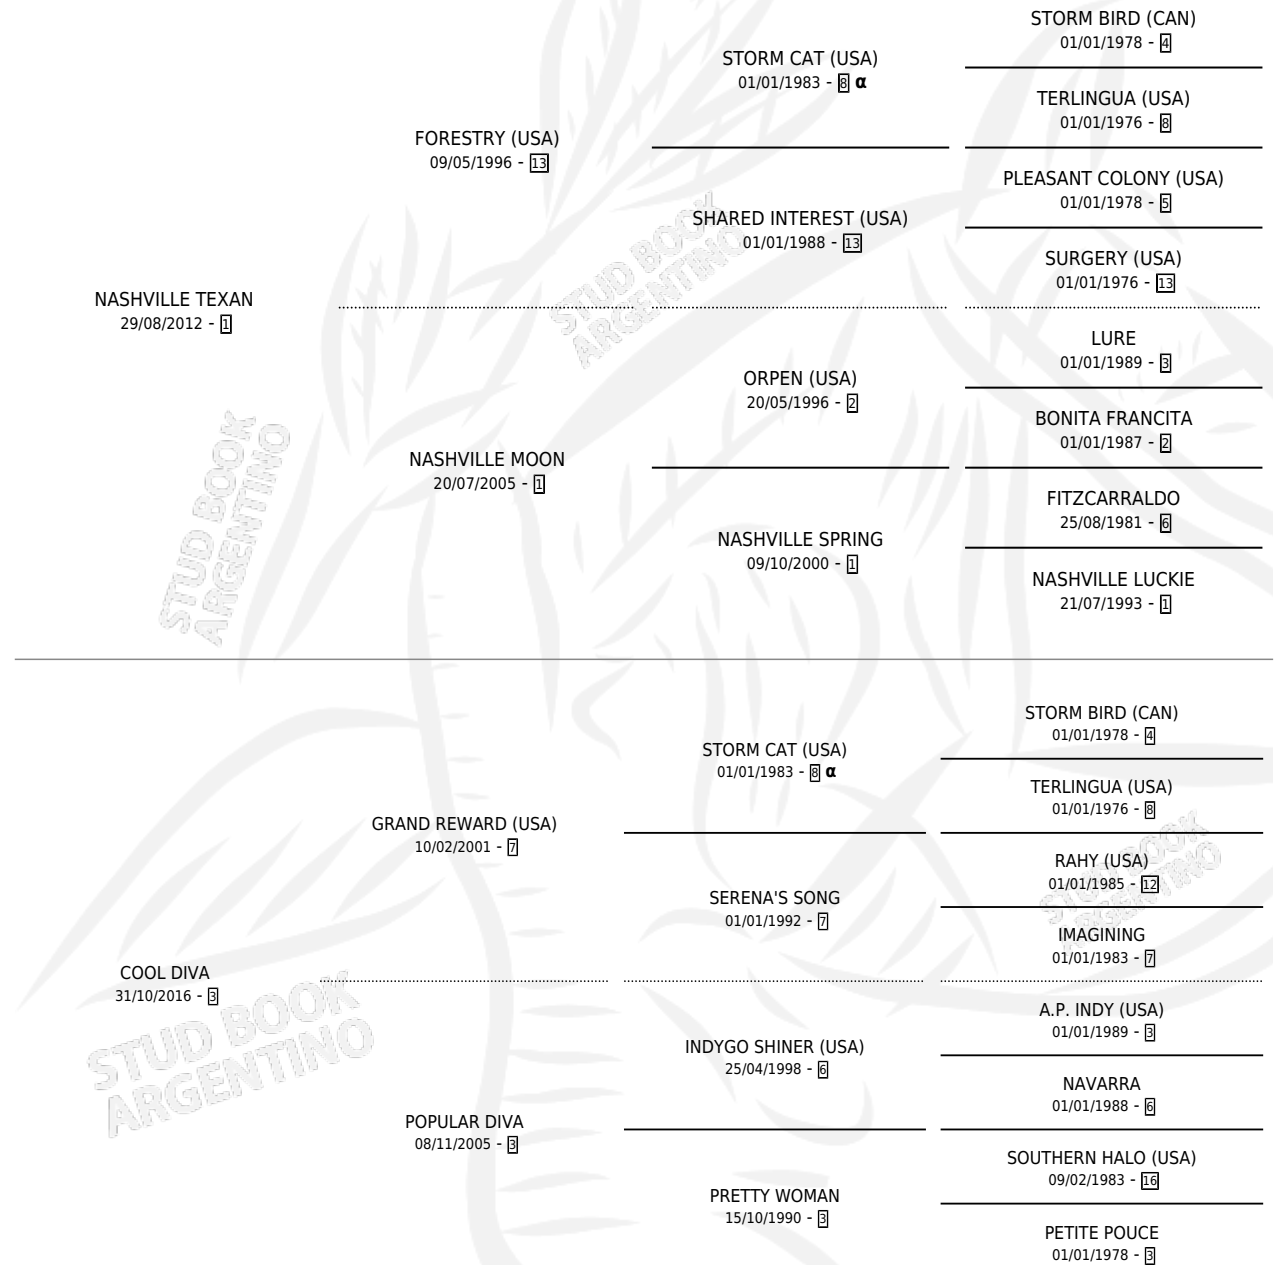 STORM BIRD (CAN)
01/01/1978 - 4
STORM CAT (USA)
01/01/1983 - 8 α
TERLINGUA (USA)
01/01/1976 - 8
FORESTRY (USA)
09/05/1996 - 13
PLEASANT COLONY (USA)
01/01/1978 - 5
SHARED INTEREST (USA)
01/01/1988 - 13
SURGERY (USA)
01/01/1976 - 13
NASHVILLE TEXAN
29/08/2012 - 1
LURE
01/01/1989 - 3
ORPEN (USA)
20/05/1996 - 2
BONITA FRANCITA
01/01/1987 - 2
NASHVILLE MOON
20/07/2005 - 1
FITZCARRALDO
25/08/1981 - 6
NASHVILLE SPRING
09/10/2000 - 1
NASHVILLE LUCKIE
21/07/1993 - 1
STORM BIRD (CAN)
01/01/1978 - 4
STORM CAT (USA)
01/01/1983 - 8 α
TERLINGUA (USA)
01/01/1976 - 8
GRAND REWARD (USA)
10/02/2001 - 7
RAHY (USA)
01/01/1985 - 12
SERENA'S SONG
01/01/1992 - 7
IMAGINING
01/01/1983 - 7
COOL DIVA
31/10/2016 - 3
A.P. INDY (USA)
01/01/1989 - 3
INDYGO SHINER (USA)
25/04/1998 - 6
NAVARRA
01/01/1988 - 6
POPULAR DIVA
08/11/2005 - 3
SOUTHERN HALO (USA)
09/02/1983 - 16
PRETTY WOMAN
15/10/1990 - 3
PETITE POUCE
01/01/1978 - 3
STUD BOOK
ARGENTINO
STUD BOOK
ARGENTINO
STUD BOOK
ARGENTINO
STUD BOOK
ARGENTINO